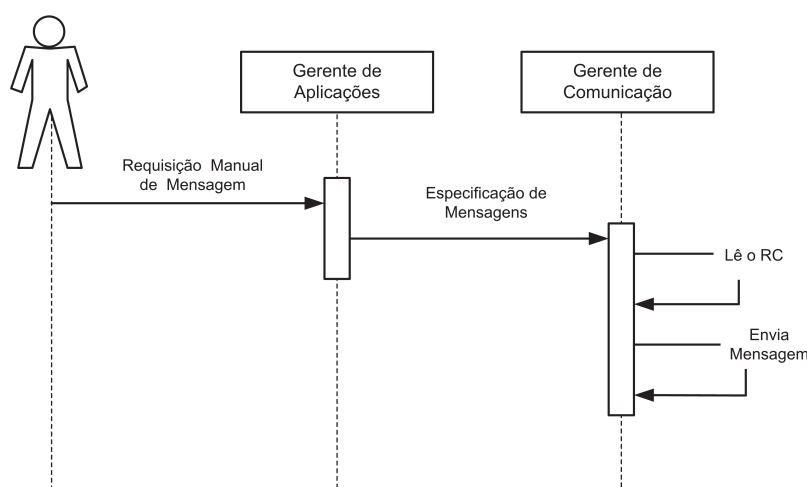 Gerente de
Aplicações
Gerente de
Comunicação
Requisição Manual
de Mensagem
Especificação de
Mensagens
Lê o RC
Envia
Mensagem